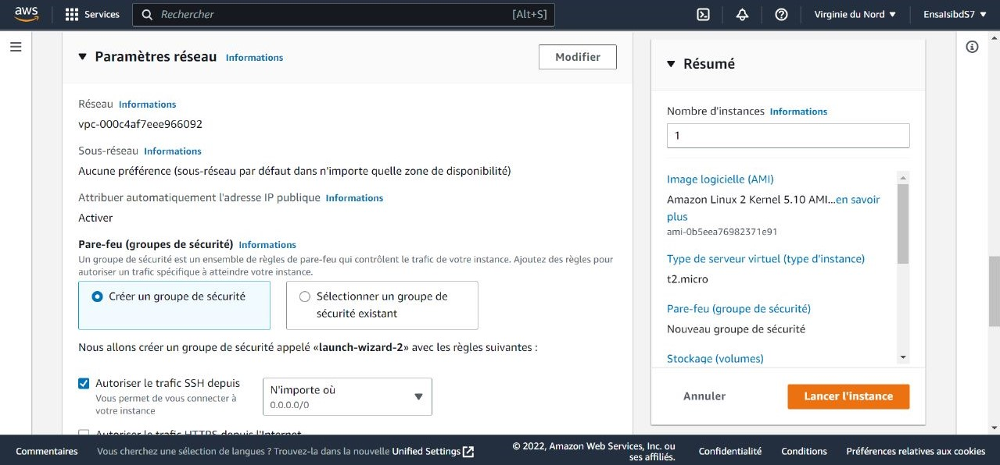 aws
Services
Rechercher [Alt+S]
Virginie du Nord
EnsaIsibdS7
Paramètres réseau Informations
Modifier
Réseau Informations
vpc-000c4af7eee966092
Sous-réseau Informations
Aucune préférence (sous-réseau par défaut dans n'importe quelle zone de disponibilité)
Attribuer automatiquement l'adresse IP publique Informations
Activer
Pare-feu (groupes de sécurité) Informations
Un groupe de sécurité est un ensemble de règles de pare-feu qui contrôlent le trafic de votre instance. Ajoutez des règles pour
autoriser un trafic spécifique à atteindre votre instance.
Créer un groupe de sécurité
Sélectionner un groupe de
sécurité existant
Nous allons créer un groupe de sécurité appelé «launch-wizard-2» avec les règles suivantes :
Autoriser le trafic SSH depuis
Vous permet de vous connecter à
votre instance
N'importe où
0.0.0.0/0
Autoriser le trafic HTTPS depuis l'Internet
Résumé
Nombre d'instances Informations
1
Image logicielle (AMI)
Amazon Linux 2 Kernel 5.10 AMI...en savoir
plus
ami-0b5eea76982371e91
Type de serveur virtuel (type d'instance)
t2.micro
Pare-feu (groupe de sécurité)
Nouveau groupe de sécurité
Stockage (volumes)
Annuler
Lancer l'instance
Commentaires
Vous cherchez une sélection de langues ? Trouvez-la dans la nouvelle Unified Settings
© 2022, Amazon Web Services, Inc. ou
ses affiliés.
Confidentialité
Conditions
Préférences relatives aux cookies